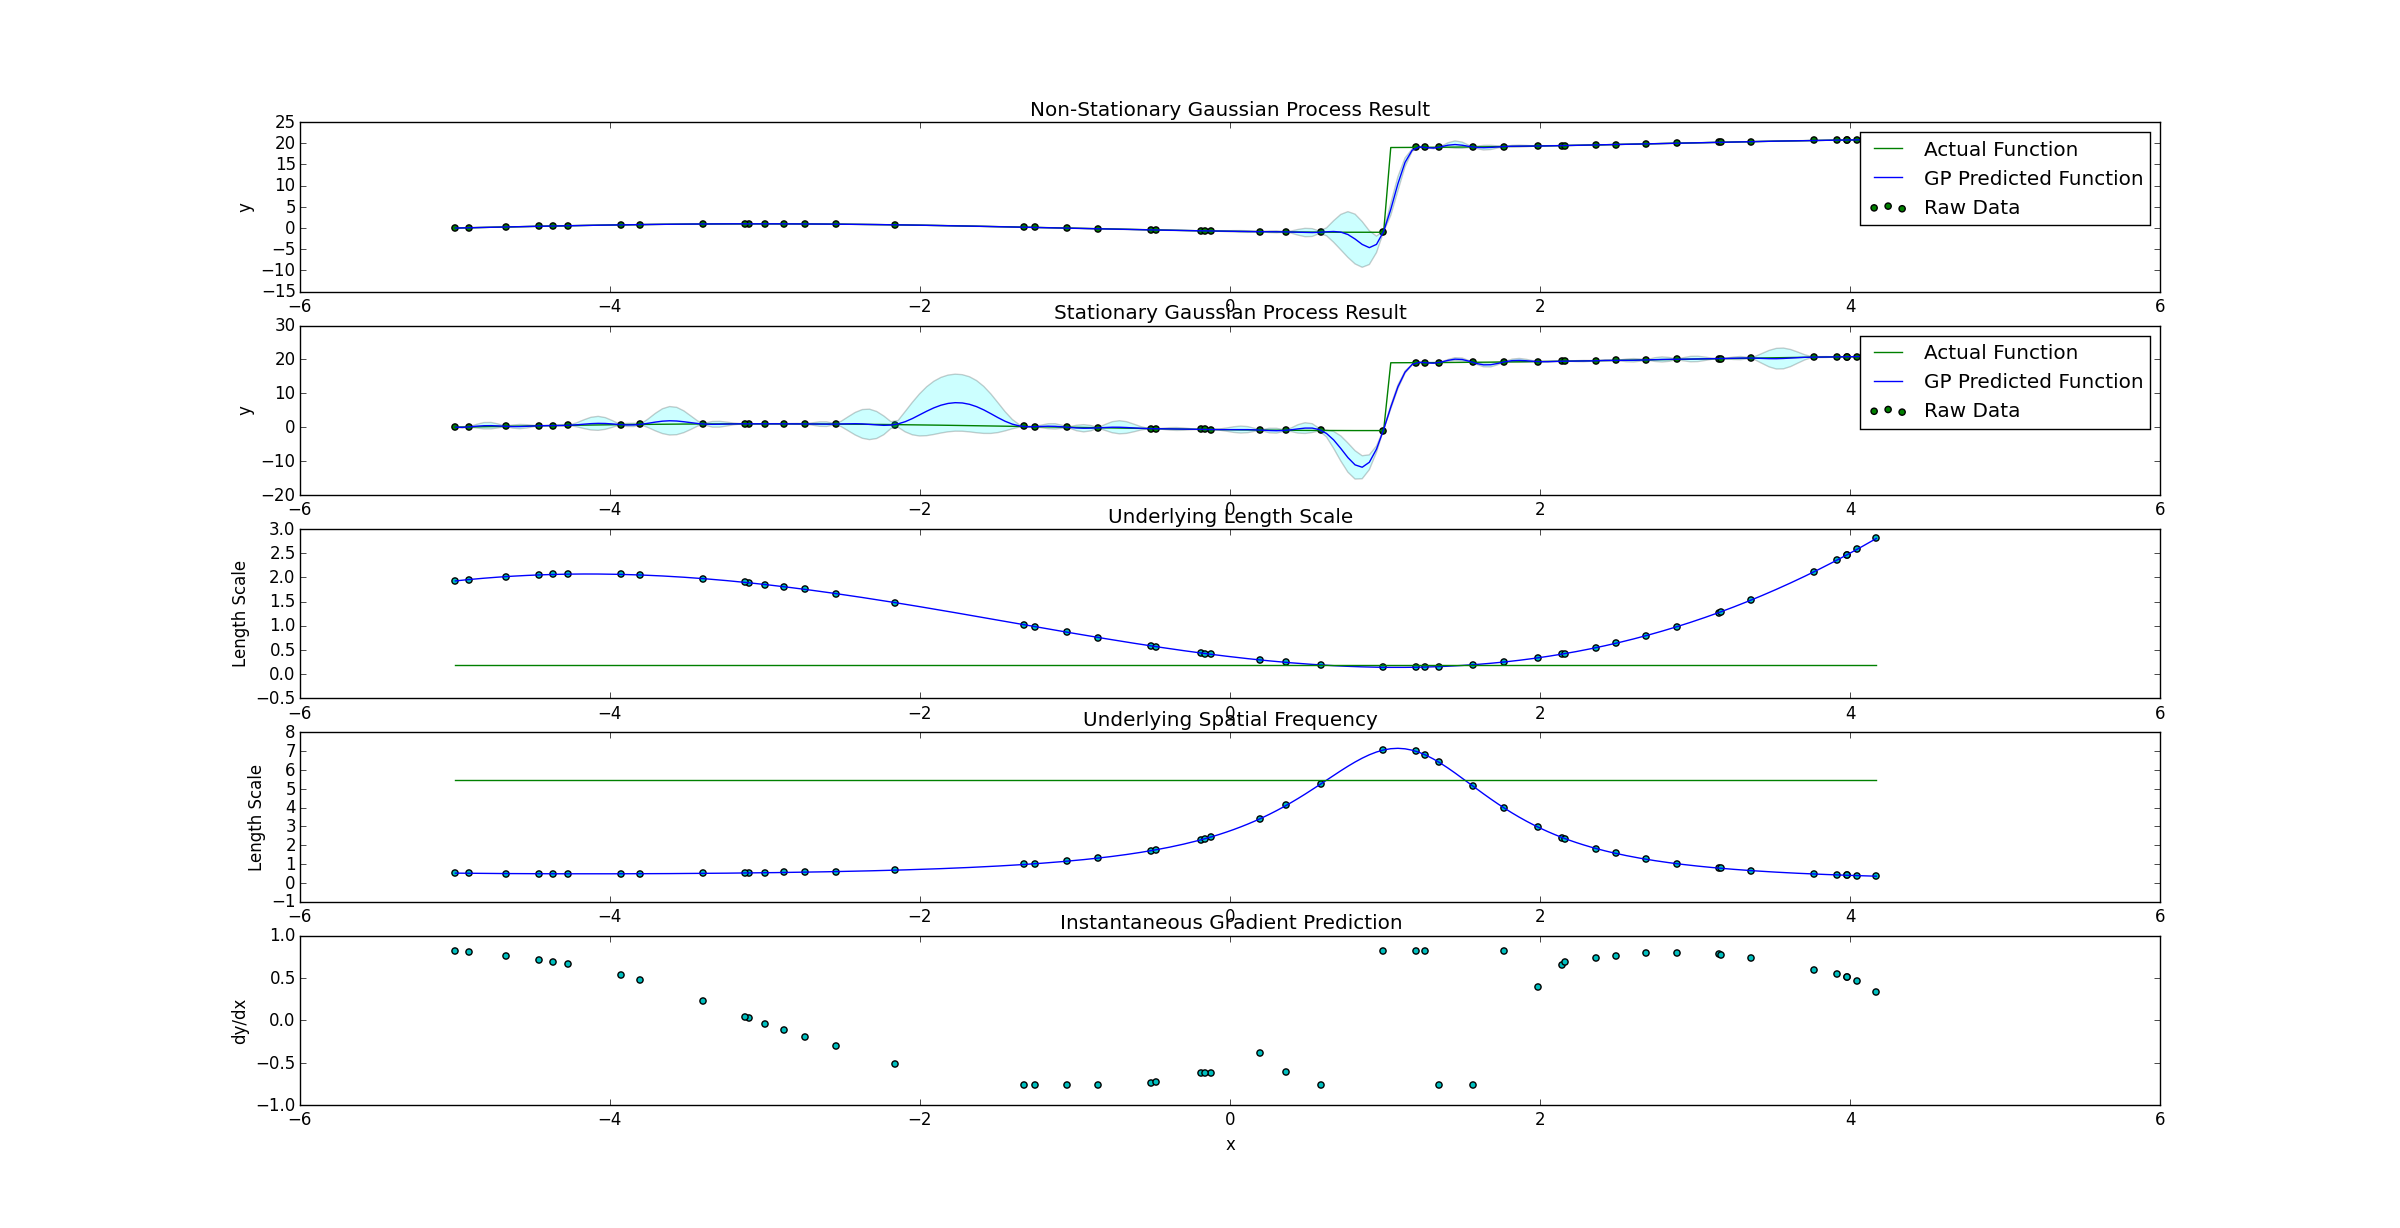 Non-Stationary Gaussian Process Result
25
20
15
10
5
0
−5
−10
−15
y
Actual Function
GP Predicted Function
Raw Data
−6 −4 −2 0 2 4 6
Stationary Gaussian Process Result
30
20
10
0
−10
−20
y
Actual Function
GP Predicted Function
Raw Data
−6 −4 −2 0 2 4 6
Underlying Length Scale
3.0
2.5
2.0
1.5
1.0
0.5
0.0
−0.5
Length Scale
−6 −4 −2 0 2 4 6
Underlying Spatial Frequency
8
7
6
5
4
3
2
1
0
−1
Length Scale
−6 −4 −2 0 2 4 6
Instantaneous Gradient Prediction
1.0
0.5
0.0
−0.5
−1.0
dy/dx
−6 −4 −2 0 2 4 6
x